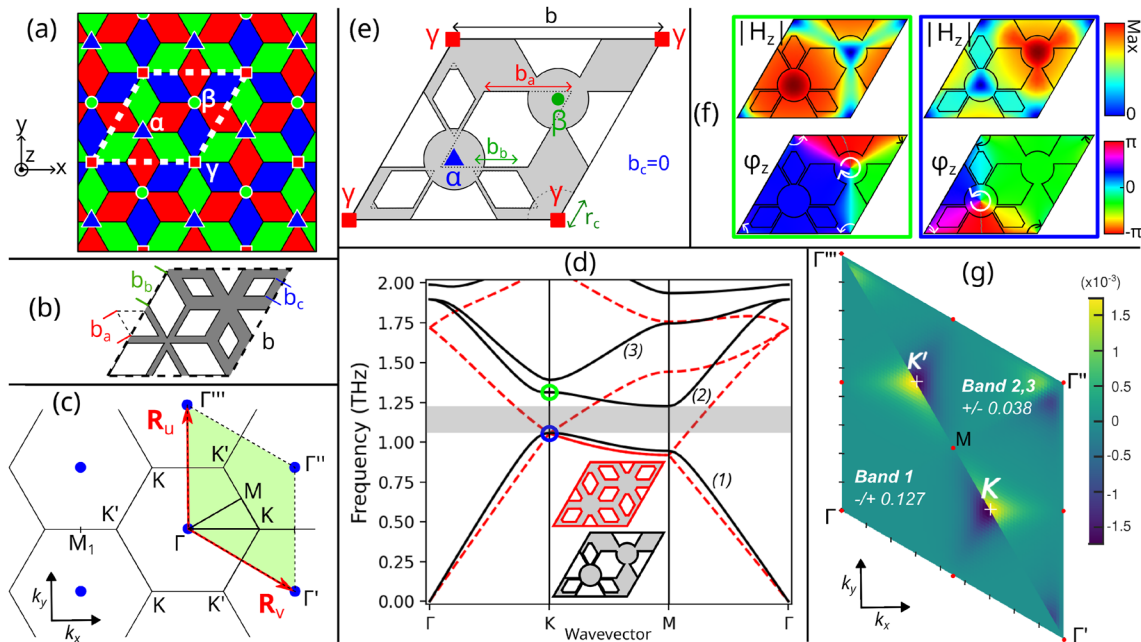 (a)
α
β
γ
y
z
x
(b)
b_b
b_a
b_c
b
(c)
Γ'''
R_u
Γ''
K
K'
M
K'
K
M₁
Γ
K
K'
R_v
Γ'
k_y
k_x
(e)
b
γ
γ
b_a
β
b_b
α
b_c=0
γ
γ
r_c
(f)
|H_z|
|H_z|
Max
0
φ_z
φ_z
π
0
-π
(d)
Frequency (THz)
2.00
1.75
1.50
1.25
1.00
0.75
0.50
0.25
0.00
(3)
(2)
(1)
Γ
K
M
Γ
Wavevector
(g)
Γ'''
(x10⁻³)
1.5
1
0.5
0
-0.5
-1
-1.5
K'
Band 2,3
+/- 0.038
Γ''
M
Band 1
-/+ 0.127
K
Γ
k_y
k_x
Γ'